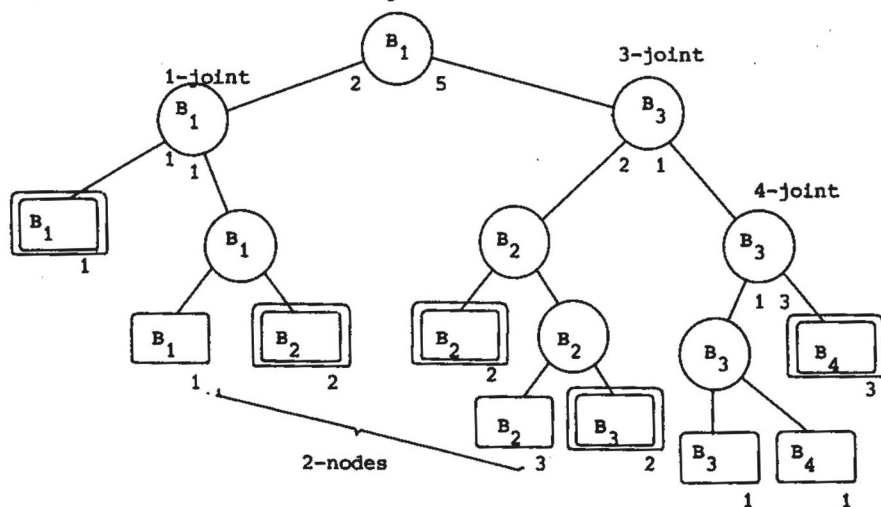 B1
2 5
1-joint 3-joint
B1 B3
1 1 2 1
4-joint
B1 1
B1 B2 B3
1 3
B1 B2 B2 B2 B3 B4
1 2 2 3
B2 B3 B3 B4
2-nodes 3 2
1 1